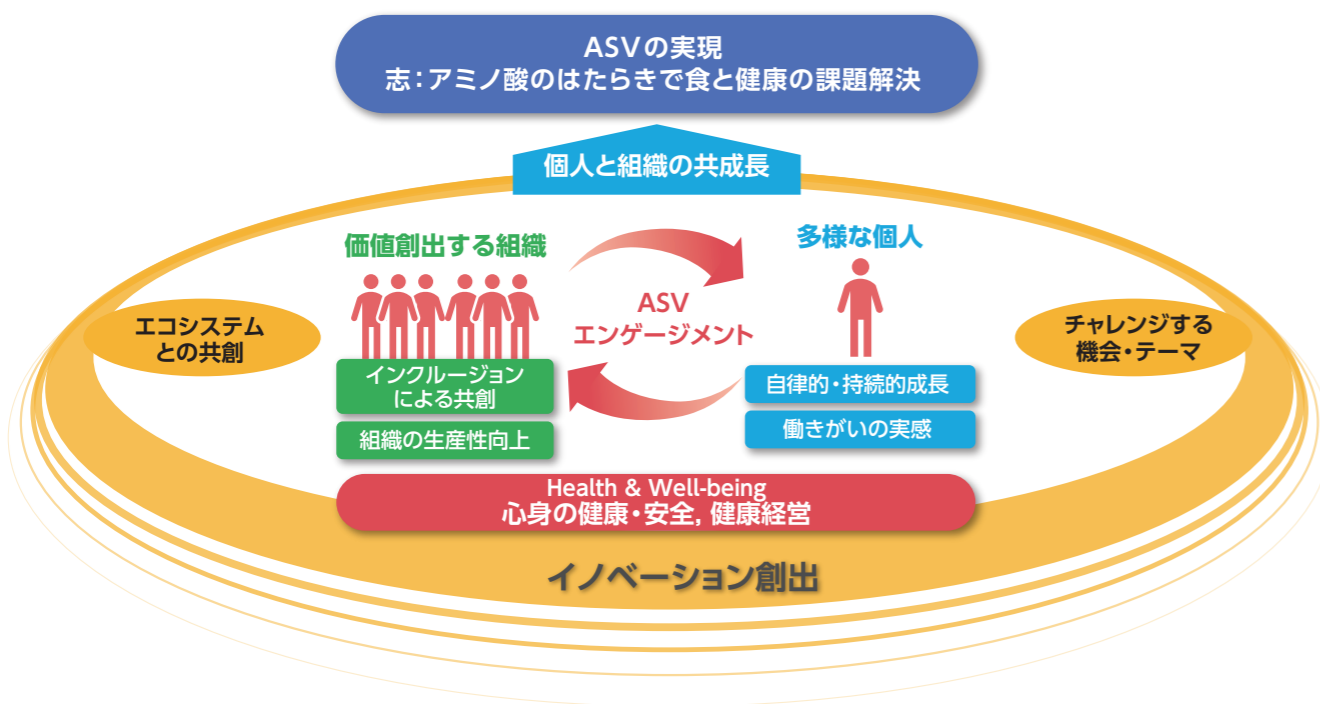 ASVの実現
志：アミノ酸のはたらきで食と健康の課題解決
個人と組織の共成長
価値創出する組織
多様な個人
ASV
エンゲージメント
エコシステム
との共創
チャレンジする
機会・テーマ
インクルージョン
による共創
組織の生産性向上
自律的・持続的成長
働きがいの実感
Health & Well-being
心身の健康・安全, 健康経営
イノベーション創出